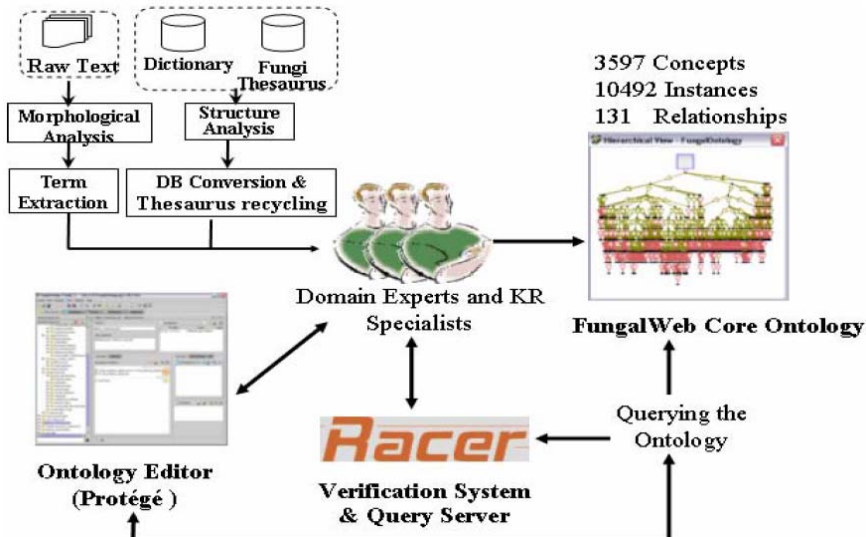 Raw Text
Dictionary
Fungi
Thesaurus
Morphological
Analysis
Structure
Analysis
Term
Extraction
DB Conversion &
Thesaurus recycling
3597 Concepts
10492 Instances
131 Relationships
Hierarchical View - FungalOntology
Domain Experts and KR
Specialists
FungalWeb Core Ontology
Ontology Editor
(Protégé )
Racer
Verification System
& Query Server
Querying the
Ontology